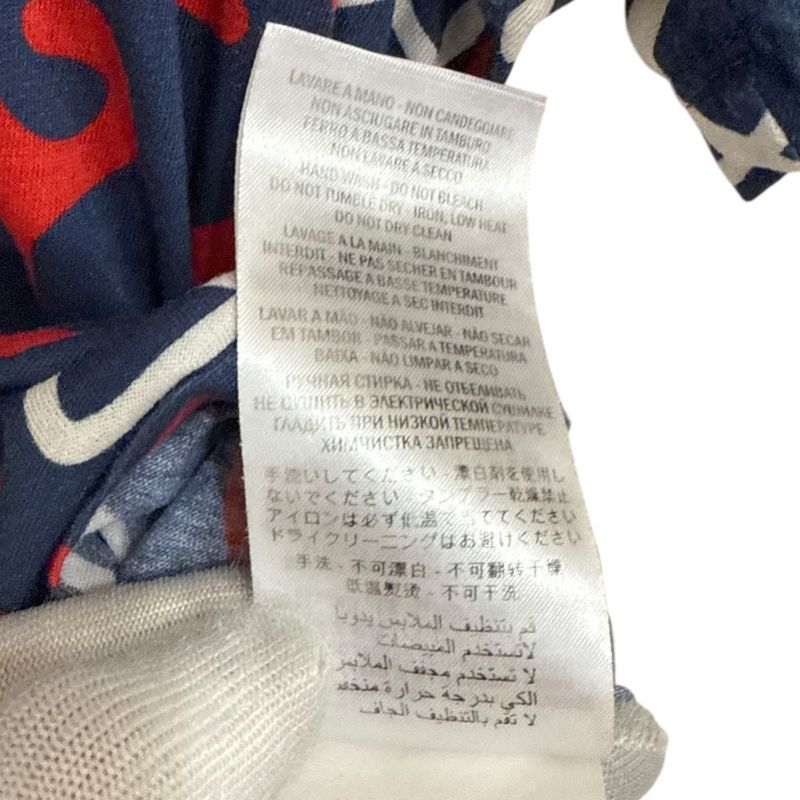 LAVARE A MANO - NON CANDEGGIARE
NON ASCIUGARE IN TAMBURO
FERRO A BASSA TEMPERATURA
NON LAVARE A SECCO
HAND WASH - DO NOT BLEACH
DO NOT TUMBLE DRY - IRON, LOW HEAT
DO NOT DRY CLEAN
LAVAGE A LA MAIN - BLANCHIMENT
INTERDIT - NE PAS SECHER EN TAMBOUR
REPASSAGE A BASSE TEMPERATURE
NETTOYAGE A SEC INTERDIT
LAVAR A MÃO - NÃO ALVEJAR - NÃO SECAR
EM TAMBOR - PASSAR A TEMPERATURA
BAIXA - NÃO LIMPAR A SECO
РУЧНАЯ СТИРКА - НЕ ОТБЕЛИВАТЬ
НЕ СУШИТЬ В ЭЛЕКТРИЧЕСКОЙ СУШИЛКЕ
ГЛАДИТЬ ПРИ НИЗКОЙ ТЕМПЕРАТУРЕ
ХИМЧИСТКА ЗАПРЕЩЕНА
手洗いしてください - 漂白剤を使用し
ないでください - タンブラー乾燥禁止
アイロンは必ず低温で当ててください
ドライクリーニングはお避けください
手洗 - 不可漂白 - 不可翻转干燥
低温熨烫 - 不可干洗
قم بتنظيف الملابس يدويا
لاتستخدم المبيضات
لا تستخدم مجفف الملابس
الكي بدرجة حرارة منخف
لا تقم بالتنظيف الجاف